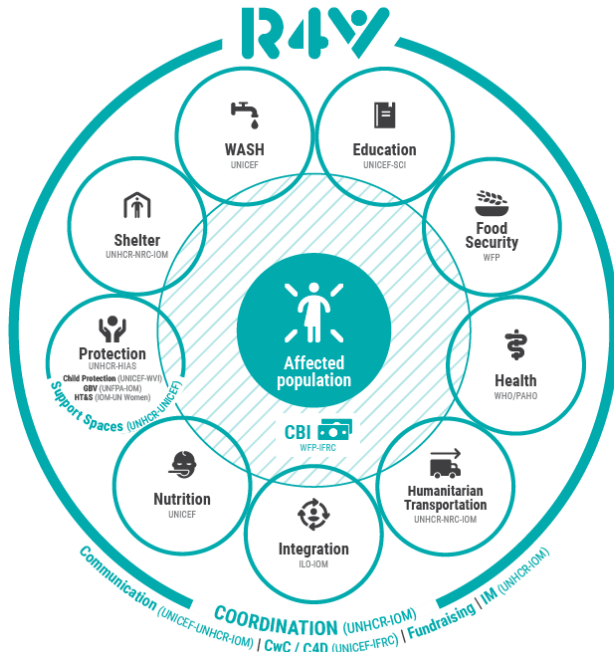 R4V
WASH
UNICEF
Education
UNICEF-SCI
Shelter
UNHCR-NRC-IOM
Food
Security
WFP
Affected
population
Protection
UNHCR-HIAS
Child Protection (UNICEF-WVI)
GBV (UNFPA-IOM)
HT&S (IOM-UN Women)
Support Spaces (UNHCR-UNICEF)
Health
WHO/PAHO
CBI
WFP-IFRC
Nutrition
UNICEF
Humanitarian
Transportation
UNHCR-NRC-IOM
Integration
ILO-IOM
COORDINATION (UNHCR-IOM)
Communication (UNICEF-UNHCR-IOM) | CwC / C4D (UNICEF-IFRC) | Fundraising | IM (UNHCR-IOM)